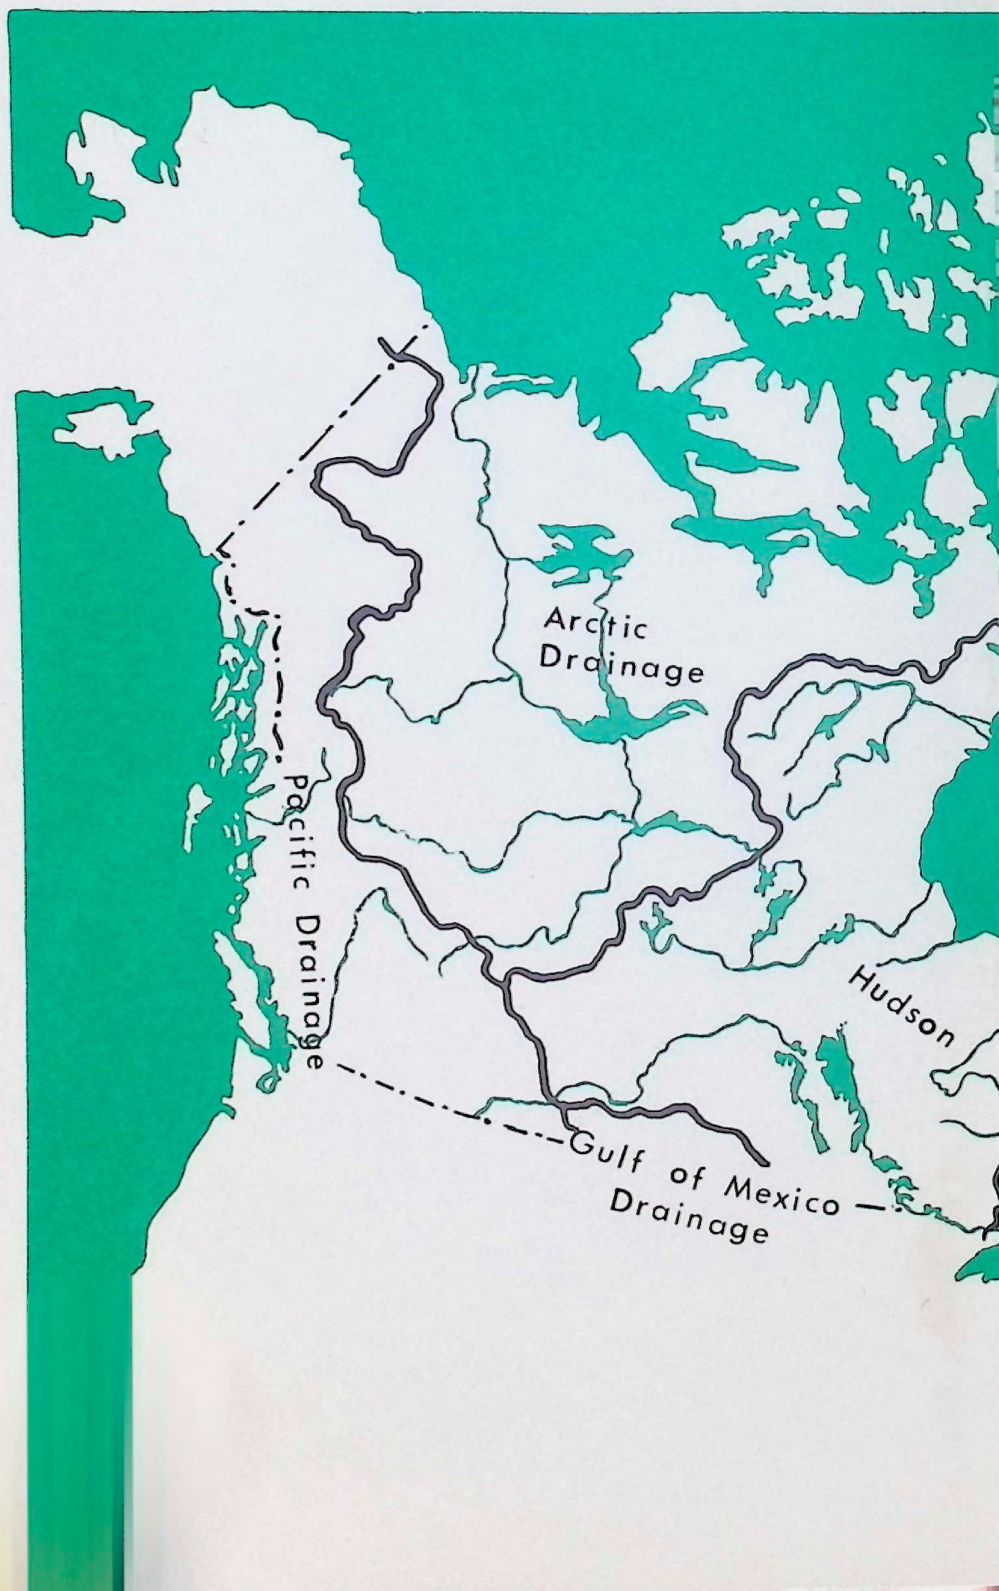 Arctic
Drainage
Pacific Drainage
Hudson
Gulf of Mexico
Drainage